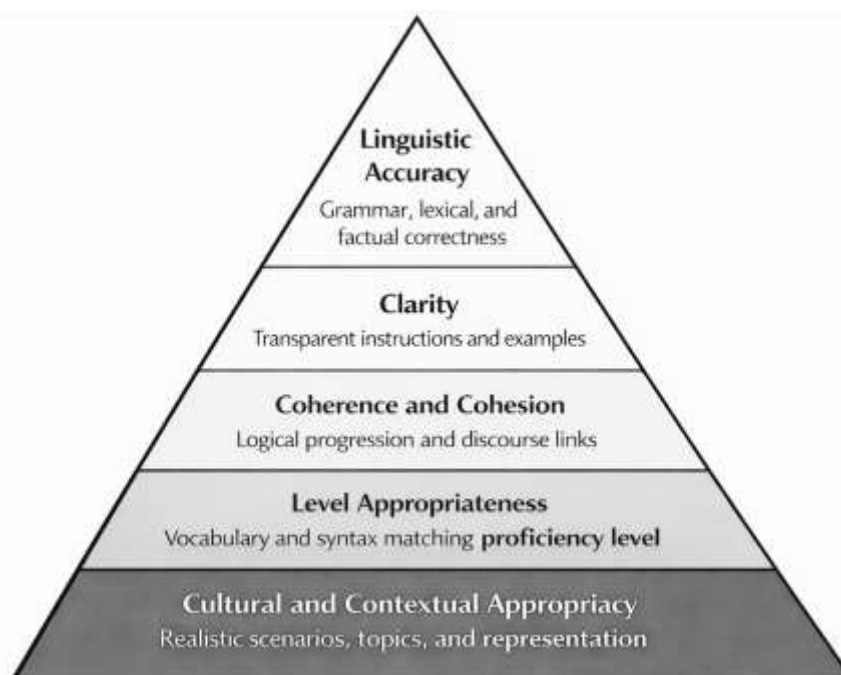 Linguistic
Accuracy
Grammar, lexical, and
factual correctness
Clarity
Transparent instructions and examples
Coherence and Cohesion
Logical progression and discourse links
Level Appropriateness
Vocabulary and syntax matching proficiency level
Cultural and Contextual Appropriacy
Realistic scenarios, topics, and representation